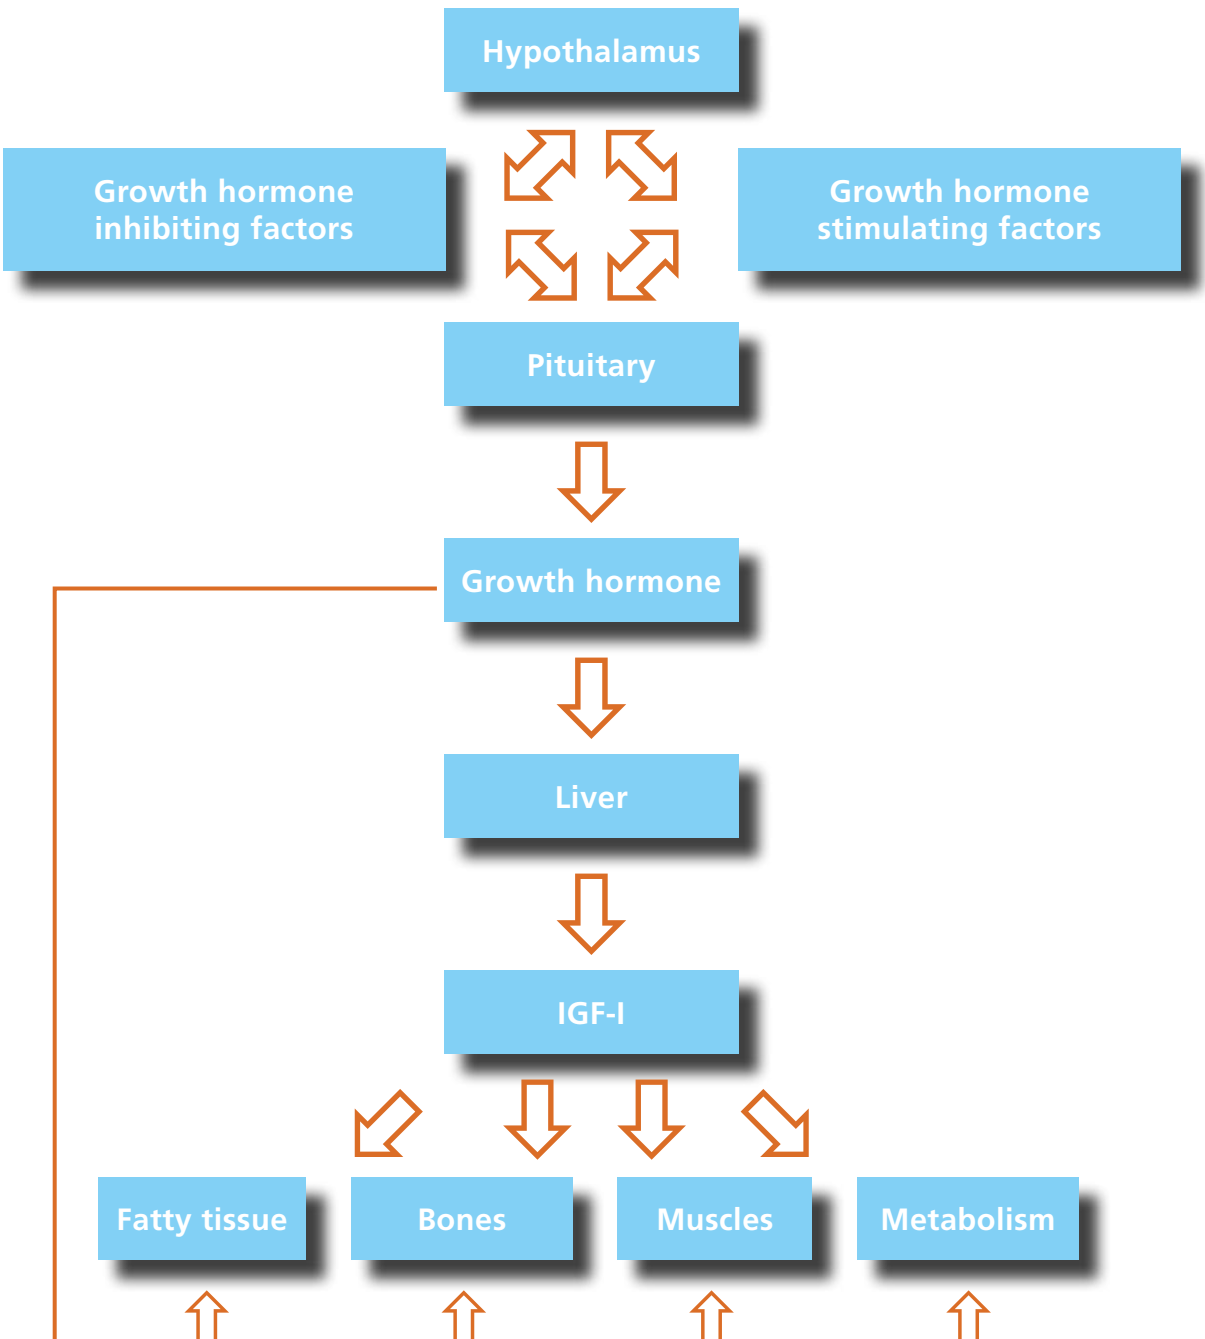 Hypothalamus
Growth hormone
inhibiting factors
Growth hormone
stimulating factors
Pituitary
Growth hormone
Liver
IGF-I
Fatty tissue
Bones
Muscles
Metabolism